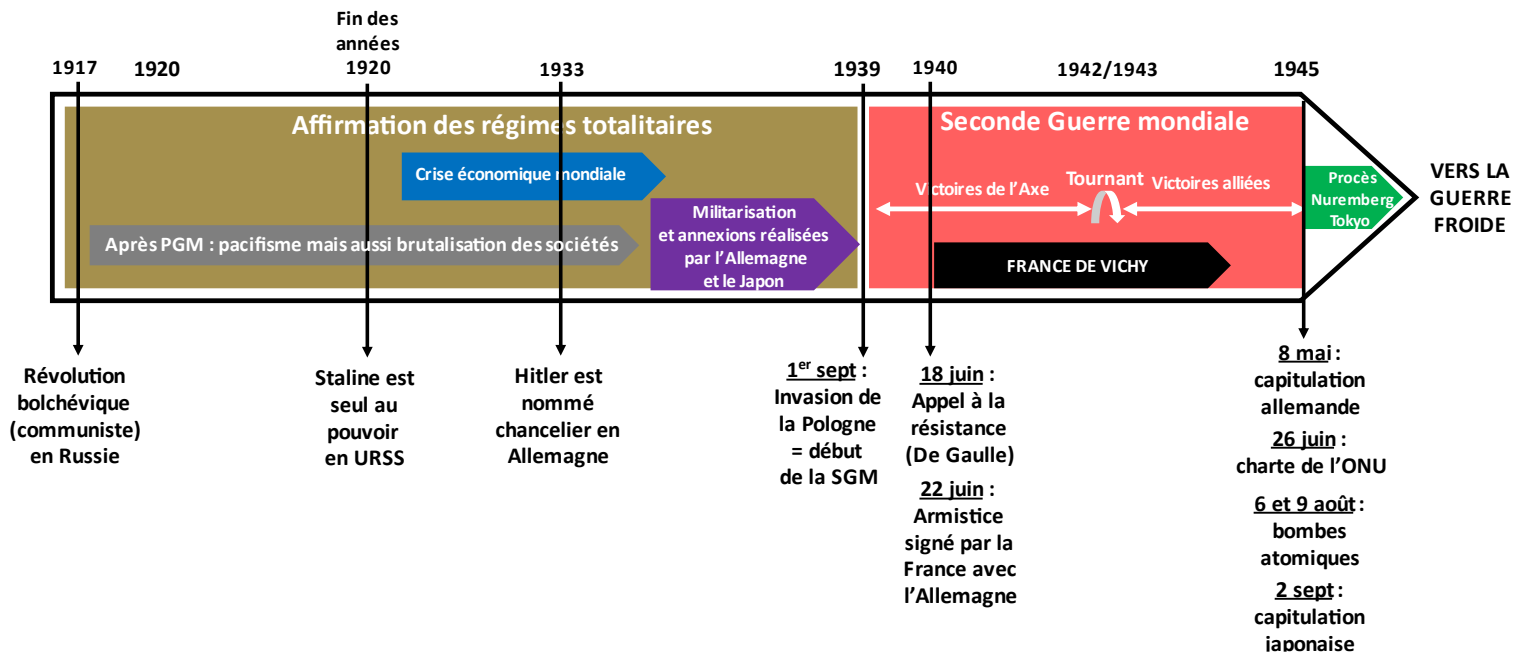 Fin des
années
1917
1920
1920
1933
1939
1940
1942/1943
1945
Affirmation des régimes totalitaires
Seconde Guerre mondiale
Crise économique mondiale
Victoires de l’Axe
Tournant
Victoires alliées
Procès
Nuremberg
Tokyo
VERS LA
GUERRE
FROIDE
Après PGM : pacifisme mais aussi brutalisation des sociétés
Militarisation
et annexions réalisées
par l’Allemagne
et le Japon
FRANCE DE VICHY
Révolution
bolchévique
(communiste)
en Russie
Staline est
seul au
pouvoir
en URSS
Hitler est
nommé
chancelier en
Allemagne
1er sept :
Invasion de
la Pologne
= début
de la SGM
18 juin :
Appel à la
résistance
(De Gaulle)
22 juin :
Armistice
signé par la
France avec
l’Allemagne
8 mai :
capitulation
allemande
26 juin :
charte de l’ONU
6 et 9 août :
bombes
atomiques
2 sept :
capitulation
japonaise